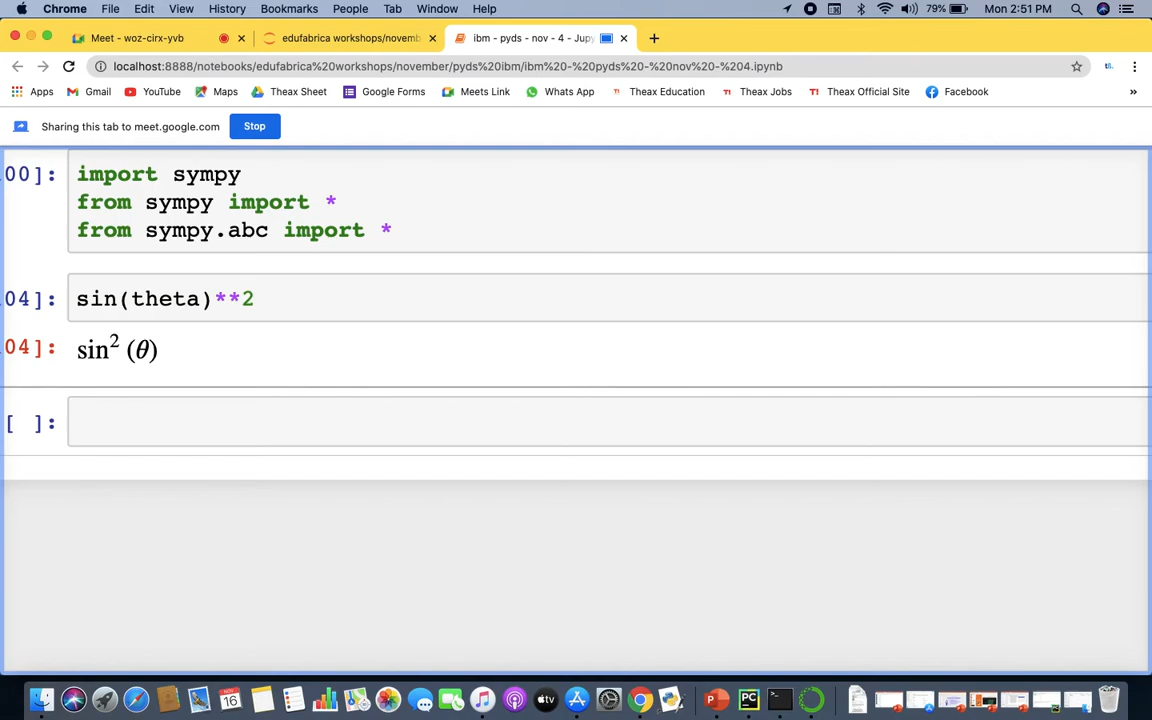 Chrome File Edit View History Bookmarks People Tab Window Help 79% Mon 2:51 PM
Meet - woz-cirx-yvb edufabrica workshops/novemb ibm - pyds - nov - 4 - Jupy
localhost:8888/notebooks/edufabrica%20workshops/november/pyds%20ibm/ibm%20-%20pyds%20-%20nov%20-%204.ipynb
Apps Gmail YouTube Maps Theax Sheet Google Forms Meets Link Whats App Theax Education Theax Jobs Theax Official Site Facebook »
Sharing this tab to meet.google.com Stop
00]: import sympy
from sympy import *
from sympy.abc import *
04]: sin(theta)**2
04]: sin² (θ)
[ ]: